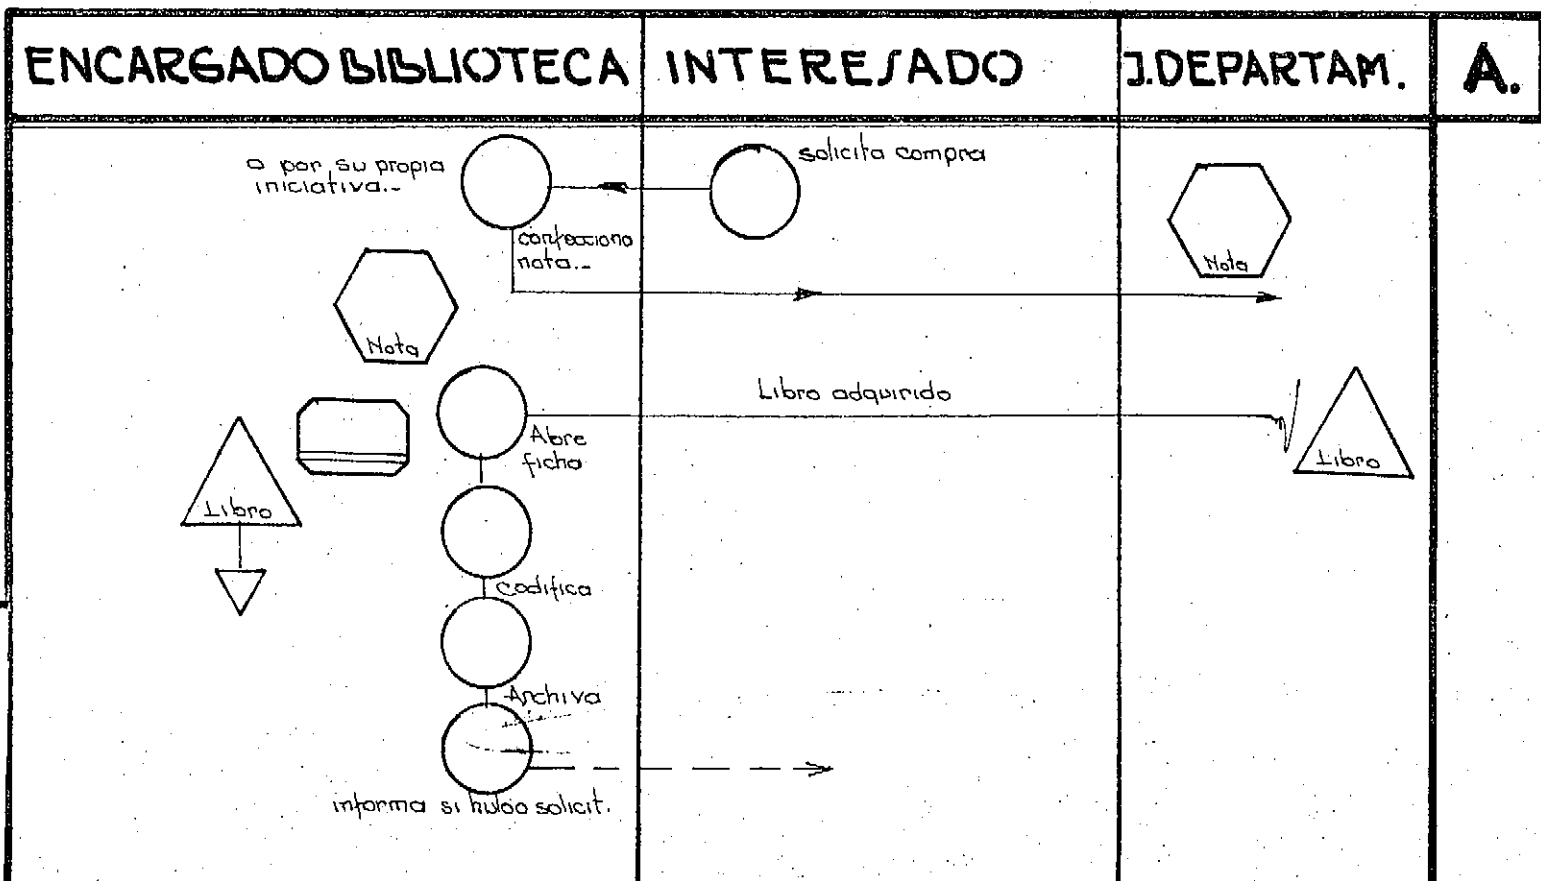 ENCARGADO BIBLIOTECA
INTERESADO
J.DEPARTAM.
A.
o por su propia
iniciativa.-
solicita compra
confecciona
nota.-
Nota
Nota
Libro adquirido
Abre
ficha
Libro
Libro
Codifica
Archiva
informa si hubo solicit.